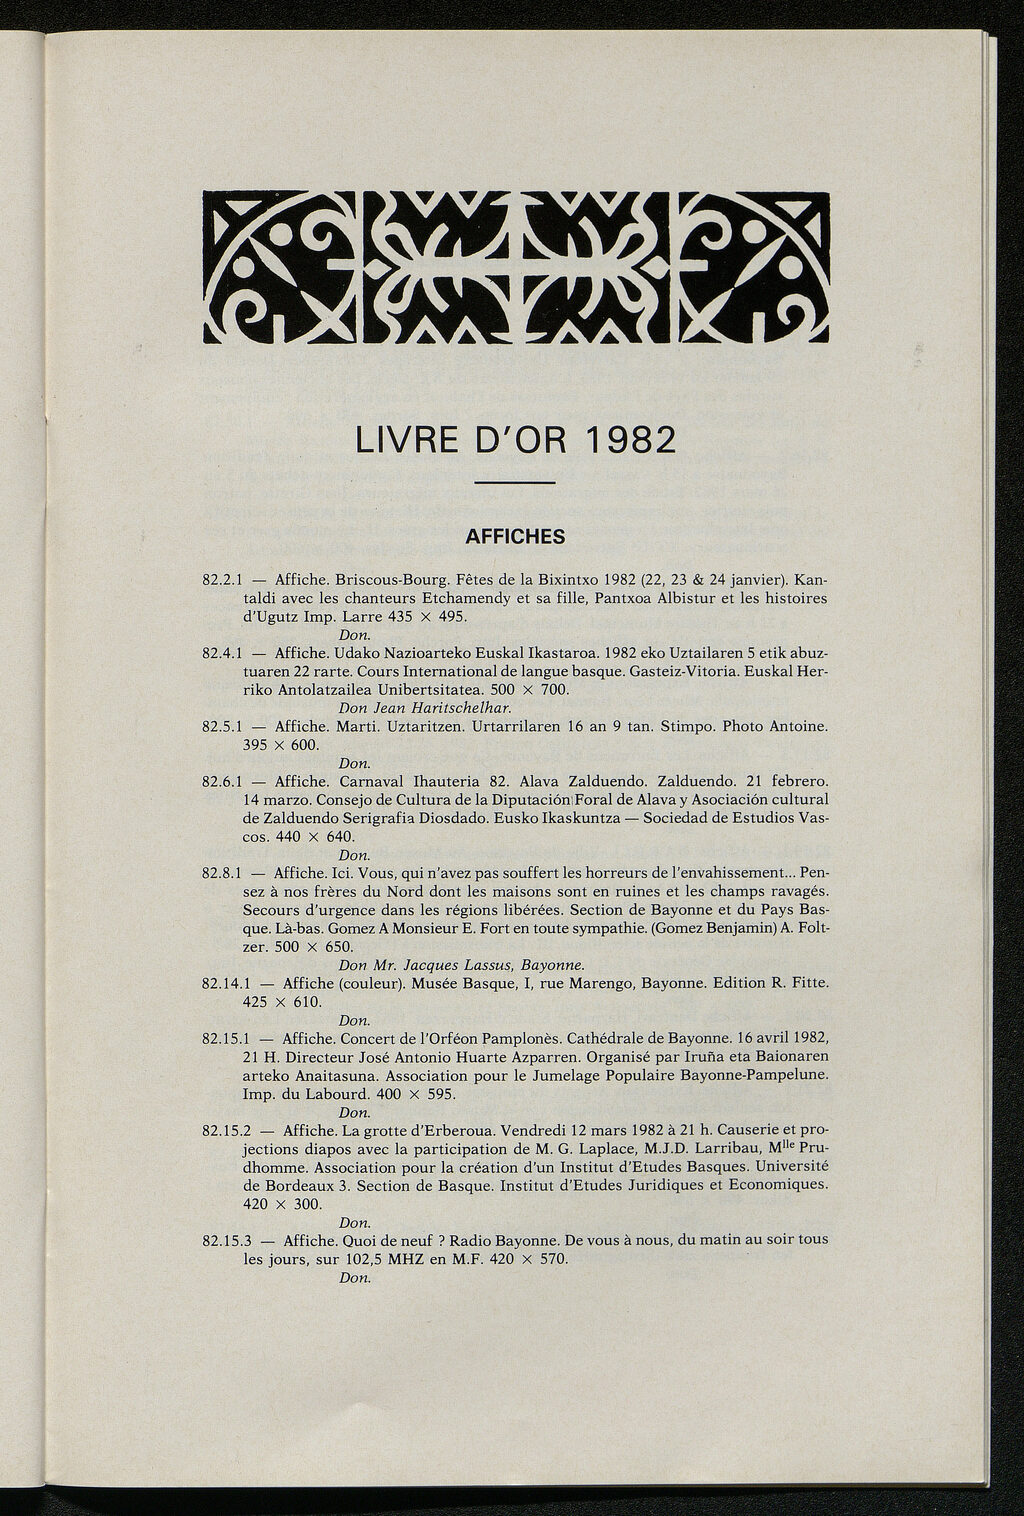 LIVRE D'OR 1982
AFFICHES
82.2.1 — Affiche. Briscous-Bourg. Fêtes de la Bixintxo 1982 (22, 23 & 24 janvier). Kan-
taldi avec les chanteurs Etchamendy et sa fille, Pantxoa Albistur et les histoires
d'Ugutz Imp. Larre 435 × 495.
Don.
82.4.1 — Affiche. Udako Nazioarteko Euskal Ikastaroa. 1982 eko Uztailaren 5 etik abuz-
tuaren 22 rarte. Cours International de langue basque. Gasteiz-Vitoria. Euskal Her-
riko Antolatzailea Unibertsitatea. 500 × 700.
Don Jean Haritschelhar.
82.5.1 — Affiche. Marti. Uztaritzen. Urtarrilaren 16 an 9 tan. Stimpo. Photo Antoine.
395 × 600.
Don.
82.6.1 — Affiche. Carnaval Ihauteria 82. Alava Zalduendo. Zalduendo. 21 febrero.
14 marzo. Consejo de Cultura de la Diputación Foral de Alava y Asociación cultural
de Zalduendo Serigrafia Diosdado. Eusko Ikaskuntza — Sociedad de Estudios Vas-
cos. 440 × 640.
Don.
82.8.1 — Affiche. Ici. Vous, qui n'avez pas souffert les horreurs de l'envahissement... Pen-
sez à nos frères du Nord dont les maisons sont en ruines et les champs ravagés.
Secours d'urgence dans les régions libérées. Section de Bayonne et du Pays Bas-
que. Là-bas. Gomez A Monsieur E. Fort en toute sympathie. (Gomez Benjamin) A. Folt-
zer. 500 × 650.
Don Mr. Jacques Lassus, Bayonne.
82.14.1 — Affiche (couleur). Musée Basque, I, rue Marengo, Bayonne. Edition R. Fitte.
425 × 610.
Don.
82.15.1 — Affiche. Concert de l'Orféon Pamplonès. Cathédrale de Bayonne. 16 avril 1982,
21 H. Directeur José Antonio Huarte Azparren. Organisé par Iruña eta Baionaren
arteko Anaitasuna. Association pour le Jumelage Populaire Bayonne-Pampelune.
Imp. du Labourd. 400 × 595.
Don.
82.15.2 — Affiche. La grotte d'Erberoua. Vendredi 12 mars 1982 à 21 h. Causerie et pro-
jections diapos avec la participation de M. G. Laplace, M.J.D. Larribau, Mlle Pru-
dhomme. Association pour la création d'un Institut d'Etudes Basques. Université
de Bordeaux 3. Section de Basque. Institut d'Etudes Juridiques et Economiques.
420 × 300.
Don.
82.15.3 — Affiche. Quoi de neuf ? Radio Bayonne. De vous à nous, du matin au soir tous
les jours, sur 102,5 MHZ en M.F. 420 × 570.
Don.